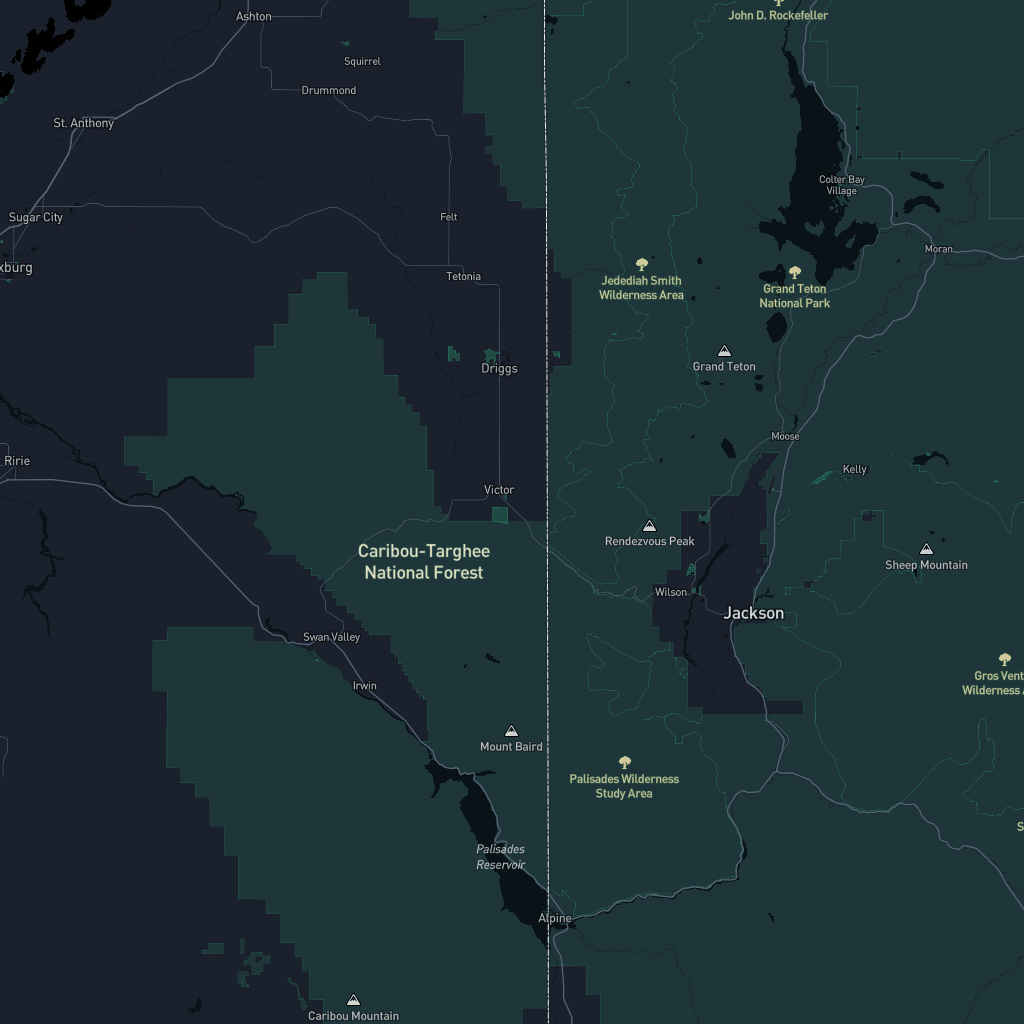 John D. Rockefeller
Ashton
Squirrel
Drummond
St. Anthony
Colter Bay
Village
Sugar City
Felt
Moran
xburg
Tetonia
Jedediah Smith
Wilderness Area
Grand Teton
National Park
Driggs
Grand Teton
Moose
Ririe
Kelly
Victor
Rendezvous Peak
Caribou-Targhee
National Forest
Sheep Mountain
Wilson
Jackson
Swan Valley
Irwin
Gros Vent
Wilderness A
Mount Baird
Palisades Wilderness
Study Area
S
Palisades
Reservoir
Alpine
Caribou Mountain